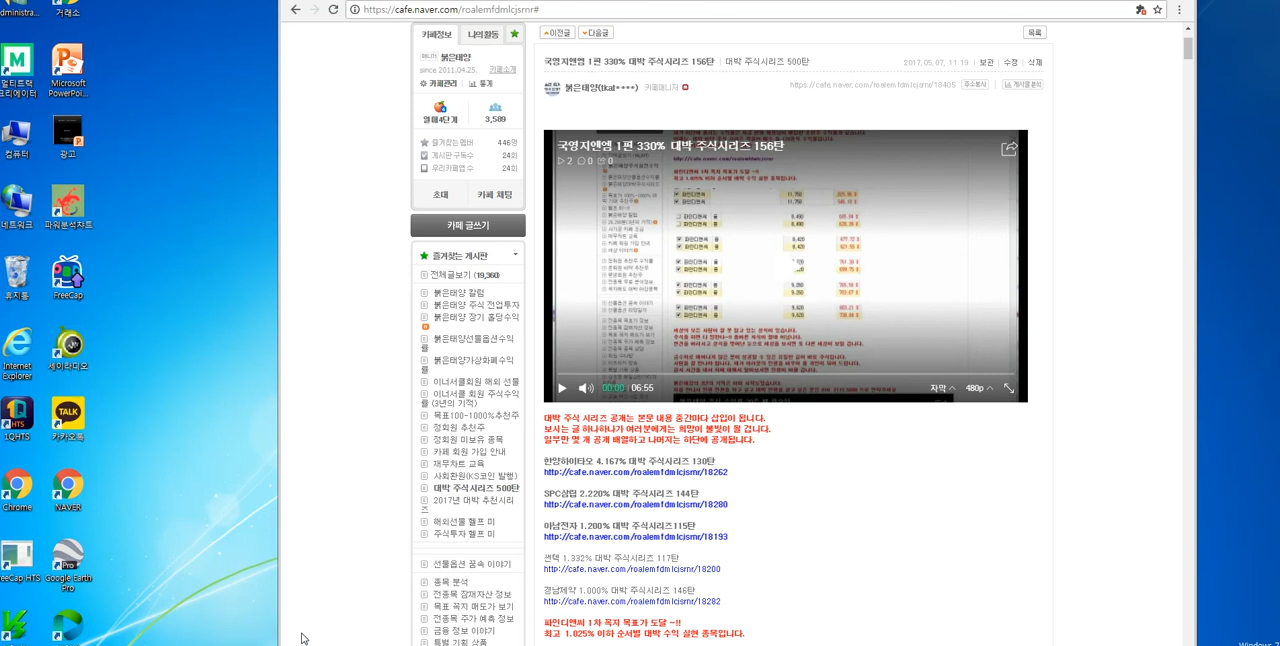 https://cafe.naver.com/roalemfdmlcjsrnr#
dministra...
거래소
멀티트랙
크리에이터
Microsoft
PowerPoi...
컴퓨터
광고
네트워크
파워분석챠트
휴지통
FreeCap
Internet
Explorer
세이라디오
1QHTS
카카오톡
Chrome
NAVER
eeCap HTS
Google Earth
Pro
카페정보
나의활동
매니저 붉은태양
since 2011.04.25.
카페소개
카페관리
통계
열매4단계
3,589
즐겨찾는 멤버 446명
게시판 구독수 24회
우리카페앱 수 24회
초대
카페 채팅
카페 글쓰기
즐겨찾는 게시판
전체글보기 (19,360)
붉은태양 칼럼
붉은태양 주식 전업투자
붉은태양 장기 홀딩수익
붉은태양선물옵션수익
률
붉은태양가상화폐수익
률
이너서클회원 해외 선물
이너서클 회원 주식수익
률 (3년의 기적)
목표100-1000%추천주
정회원 추천주
정회원 미보유 종목
카페 회원 가입 안내
재무차트 교육
사회환원(KS코인 발행)
대박 주식시리즈 500탄
2017년 대박 추천시리
즈
해외선물 헬프 미
주식투자 헬프 미
선물옵션 꿈속 이야기
종목 분석
전종목 잠재자산 정보
목표 꼭지 매도가 보기
전종목 주가 예측 정보
금융 정보 이야기
특별 기획 상품
이전글
다음글
목록
국영지앤엠 1편 330% 대박 주식시리즈 156탄 | 대박 주식시리즈 500탄
2017. 05. 07. 11:19 | 보관 | 수정 | 삭제
붉은태양(tkat****) 카페매니저
https://cafe.naver.com/roalemfdmlcjsrnr/18405
주소복사
게시글 분석
국영지앤엠 1편 330% 대박 주식시리즈 156탄
2 0 0
00:00 | 06:55
자막
480p
대박 주식 시리즈 공개는 본문 내용 중간마다 삽입이 됩니다.
보시는 글 하나하나가 여러분에게는 희망의 불빛이 될 겁니다.
일부만 몇 개 공개 배열하고 나머지는 하단에 공개됩니다.
한양하이타오 4.167% 대박 주식시리즈 130탄
http://cafe.naver.com/roalemfdmlcjsrnr/18262
SPC삼립 2.220% 대박 주식시리즈 144탄
http://cafe.naver.com/roalemfdmlcjsrnr/18280
아남전자 1.200% 대박 주식시리즈115탄
http://cafe.naver.com/roalemfdmlcjsrnr/18193
쎈텍 1.332% 대박 주식시리즈 117탄
http://cafe.naver.com/roalemfdmlcjsrnr/18200
경남제약 1.000% 대박 주식시리즈 146탄
http://cafe.naver.com/roalemfdmlcjsrnr/18282
파인디앤씨 1차 꼭지 목표가 도달 ~!!
최고 1.025% 이하 순서별 대박 수익 실현 종목입니다.